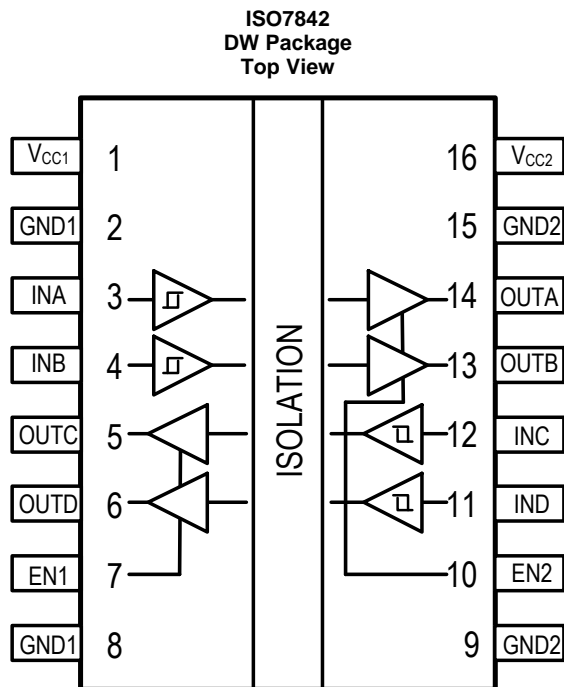 ISO7842
DW Package
Top View
VCC1 1 16 VCC2
GND1 2 15 GND2
INA 3 14 OUTA
INB 4 13 OUTB
OUTC 5 12 INC
OUTD 6 11 IND
EN1 7 10 EN2
GND1 8 9 GND2
ISOLATION